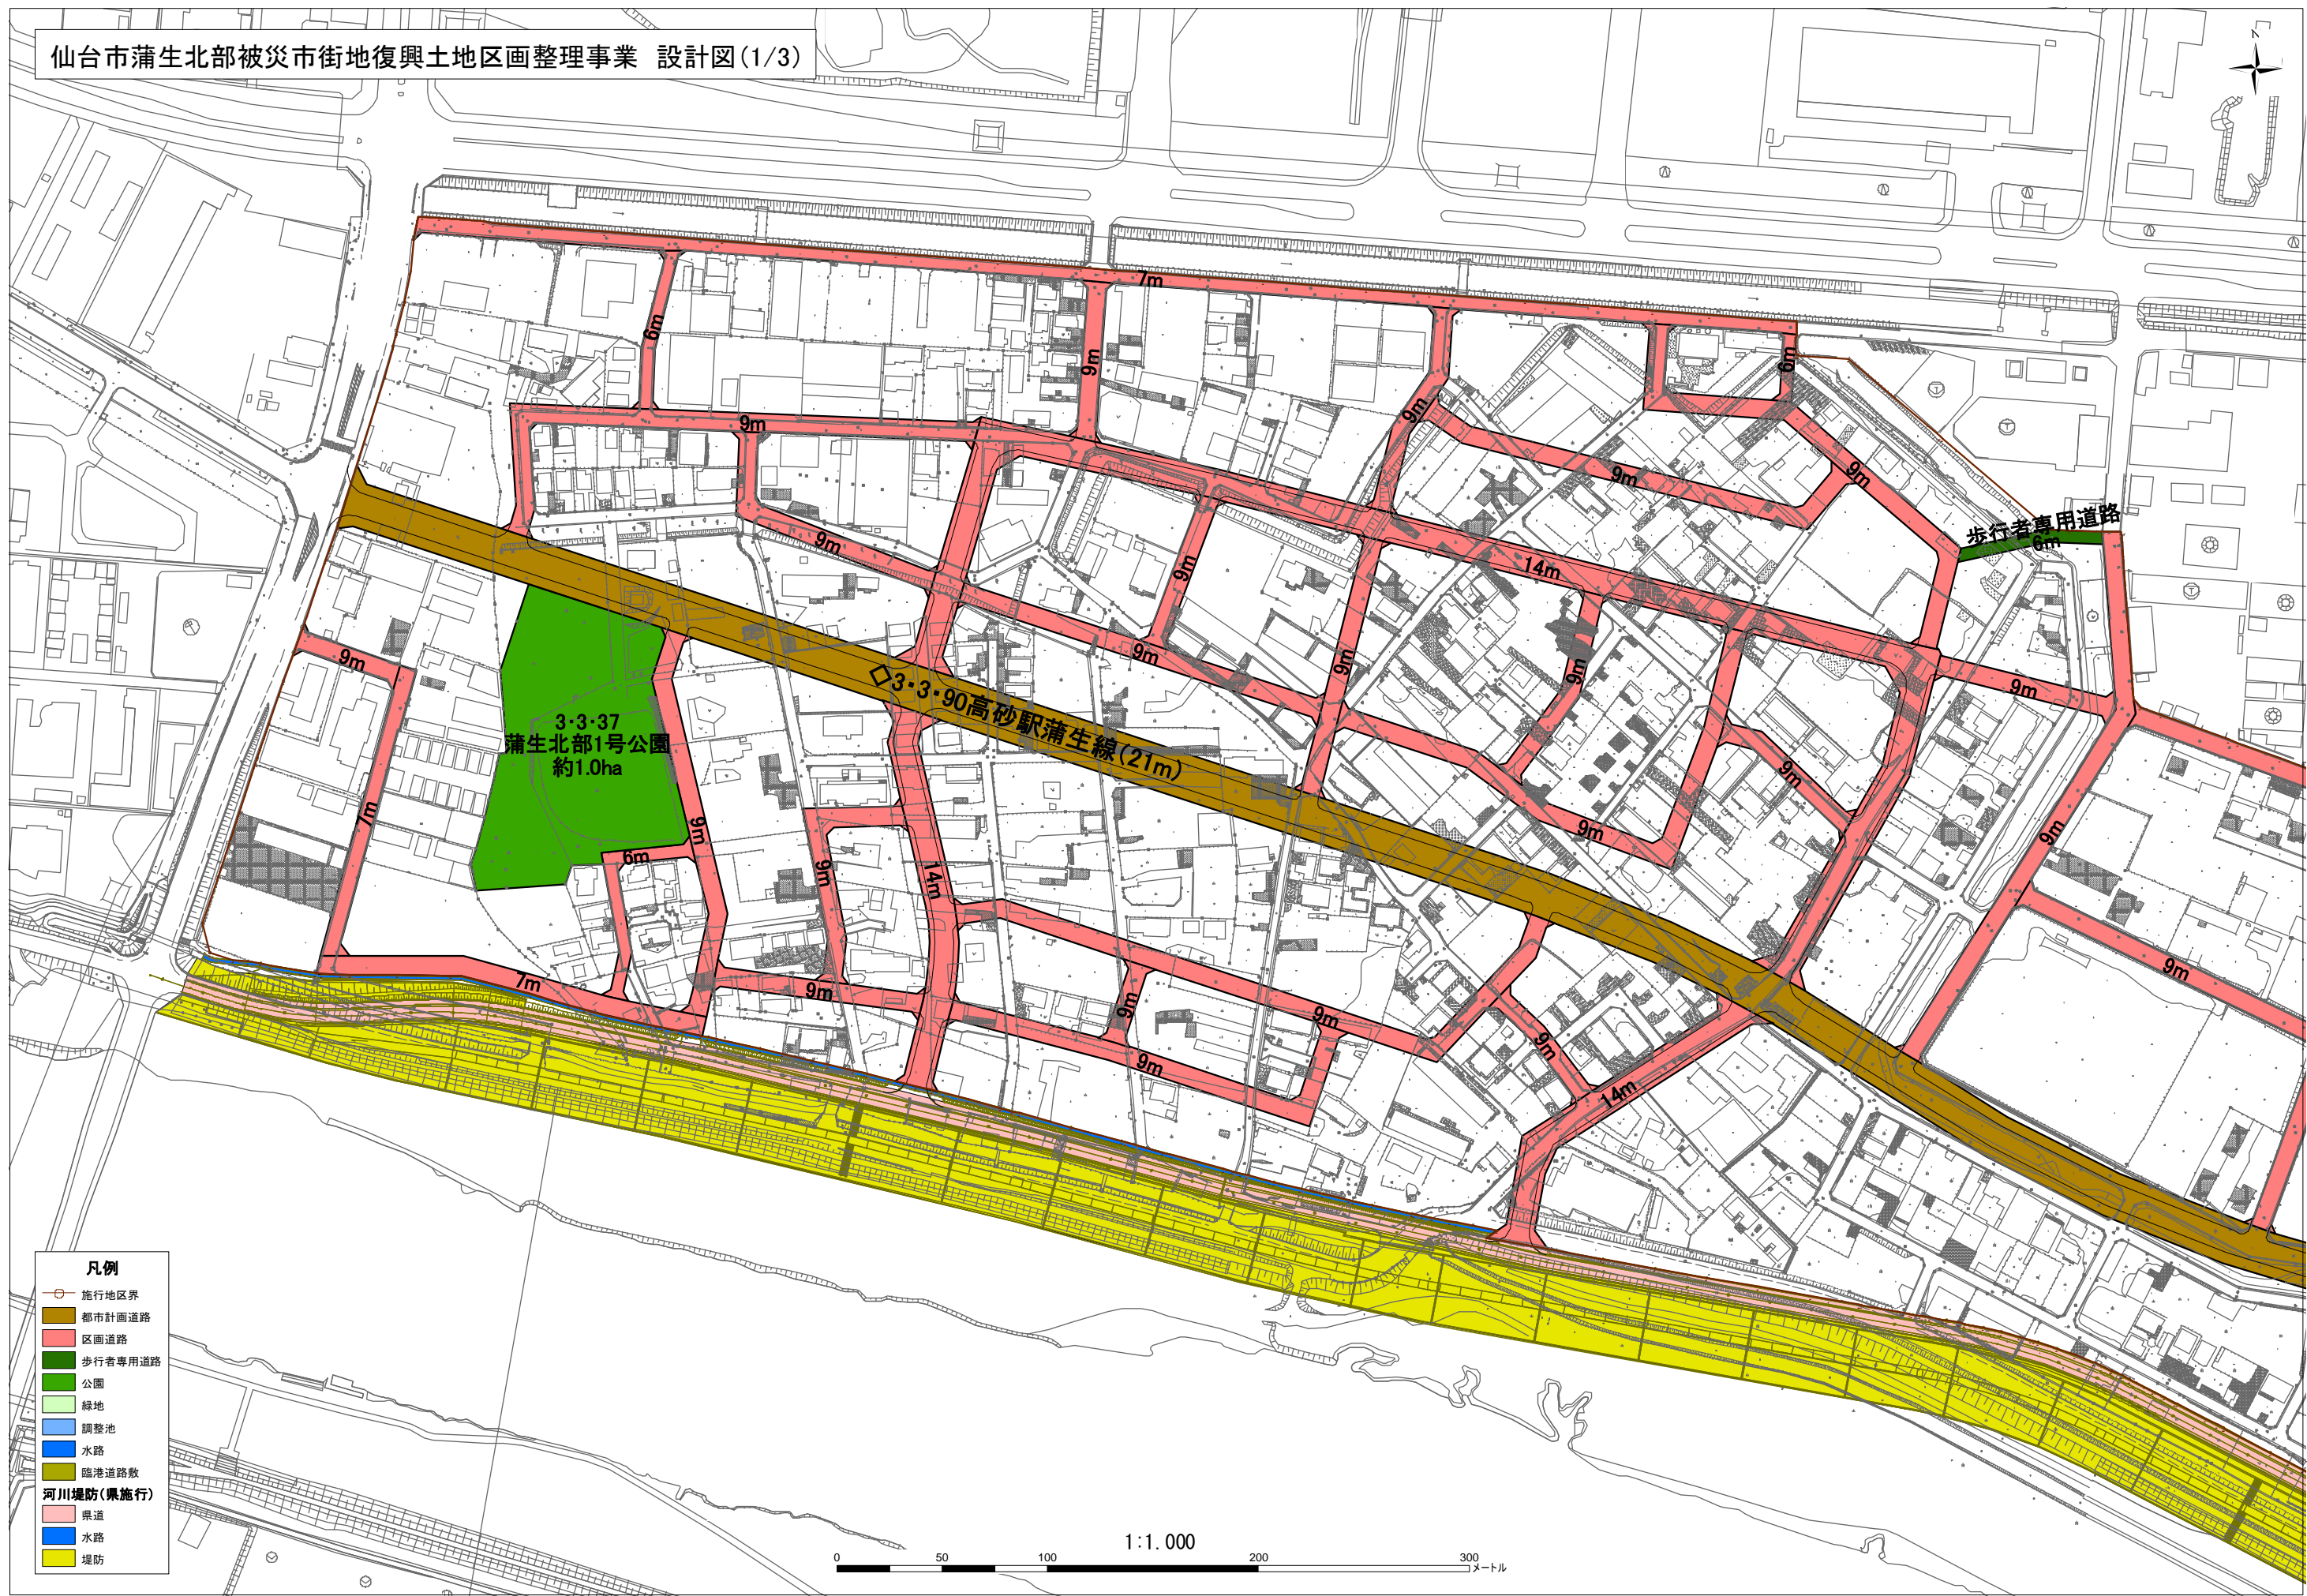 仙台市蒲生北部被災市街地復興土地区画整理事業 設計図(1/3)
N
7m
6m
9m
6m
9m
9m
9m
9m
9m
歩行者専用道路
6m
9m
9m
14m
9m
9m
9m
9m
9m
9m
◇3・3・90高砂駅蒲生線(21m)
3・3・37
蒲生北部1号公園
約1.0ha
9m
7m
9m
9m
9m
6m
9m
14m
9m
7m
9m
9m
9m
9m
9m
14m
9m
凡例
施行地区界
都市計画道路
区画道路
歩行者専用道路
公園
緑地
調整池
水路
臨港道路敷
河川堤防(県施行)
県道
水路
堤防
1:1,000
0 50 100 200 300
メートル